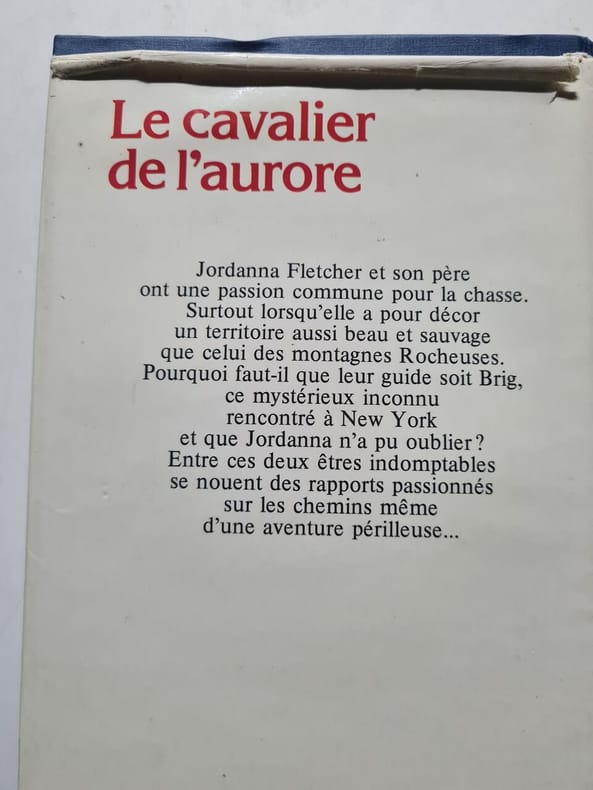 Le cavalier
de l'aurore
Jordanna Fletcher et son père
ont une passion commune pour la chasse.
Surtout lorsqu'elle a pour décor
un territoire aussi beau et sauvage
que celui des montagnes Rocheuses.
Pourquoi faut-il que leur guide soit Brig,
ce mystérieux inconnu
rencontré à New York
et que Jordanna n'a pu oublier ?
Entre ces deux êtres indomptables
se nouent des rapports passionnés
sur les chemins même
d'une aventure périlleuse...